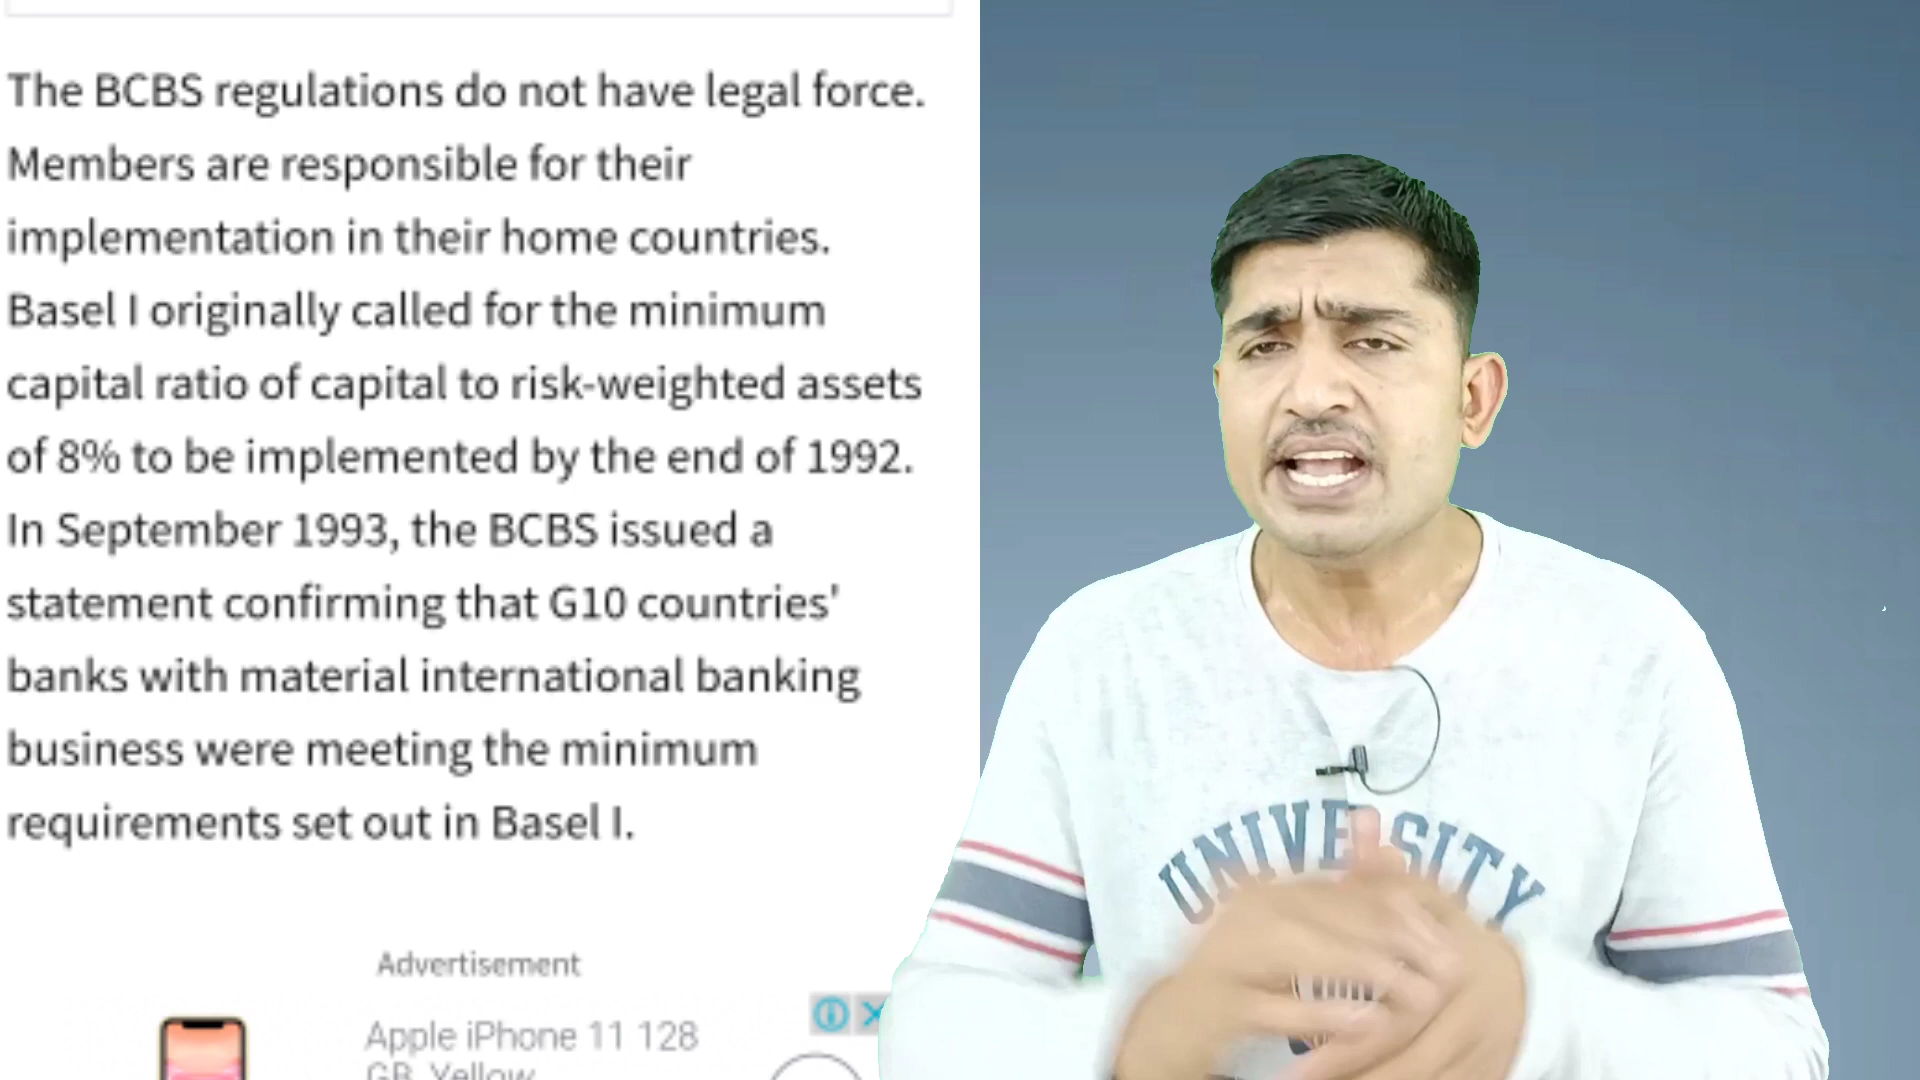 The BCBS regulations do not have legal force.
Members are responsible for their
implementation in their home countries.
Basel I originally called for the minimum
capital ratio of capital to risk-weighted assets
of 8% to be implemented by the end of 1992.
In September 1993, the BCBS issued a
statement confirming that G10 countries'
banks with material international banking
business were meeting the minimum
requirements set out in Basel I.
Advertisement
Apple iPhone 11 128
GB, Yellow